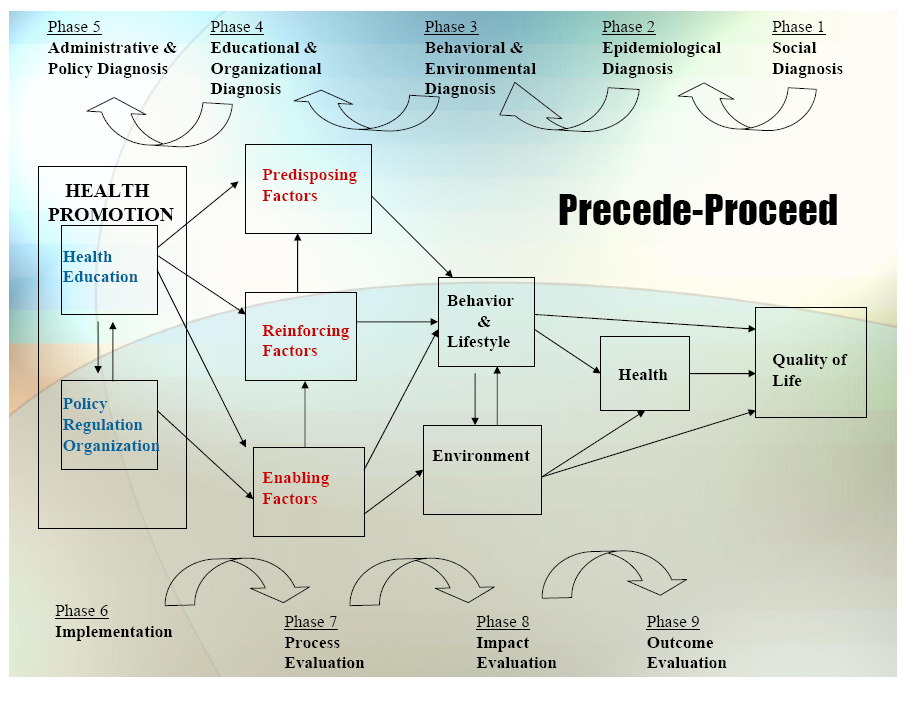 Phase 5
Administrative &
Policy Diagnosis
Phase 4
Educational &
Organizational
Diagnosis
Phase 3
Behavioral &
Environmental
Diagnosis
Phase 2
Epidemiological
Diagnosis
Phase 1
Social
Diagnosis
Precede-Proceed
HEALTH
PROMOTION
Health
Education
Policy
Regulation
Organization
Predisposing
Factors
Reinforcing
Factors
Enabling
Factors
Behavior
&
Lifestyle
Environment
Health
Quality of
Life
Phase 6
Implementation
Phase 7
Process
Evaluation
Phase 8
Impact
Evaluation
Phase 9
Outcome
Evaluation